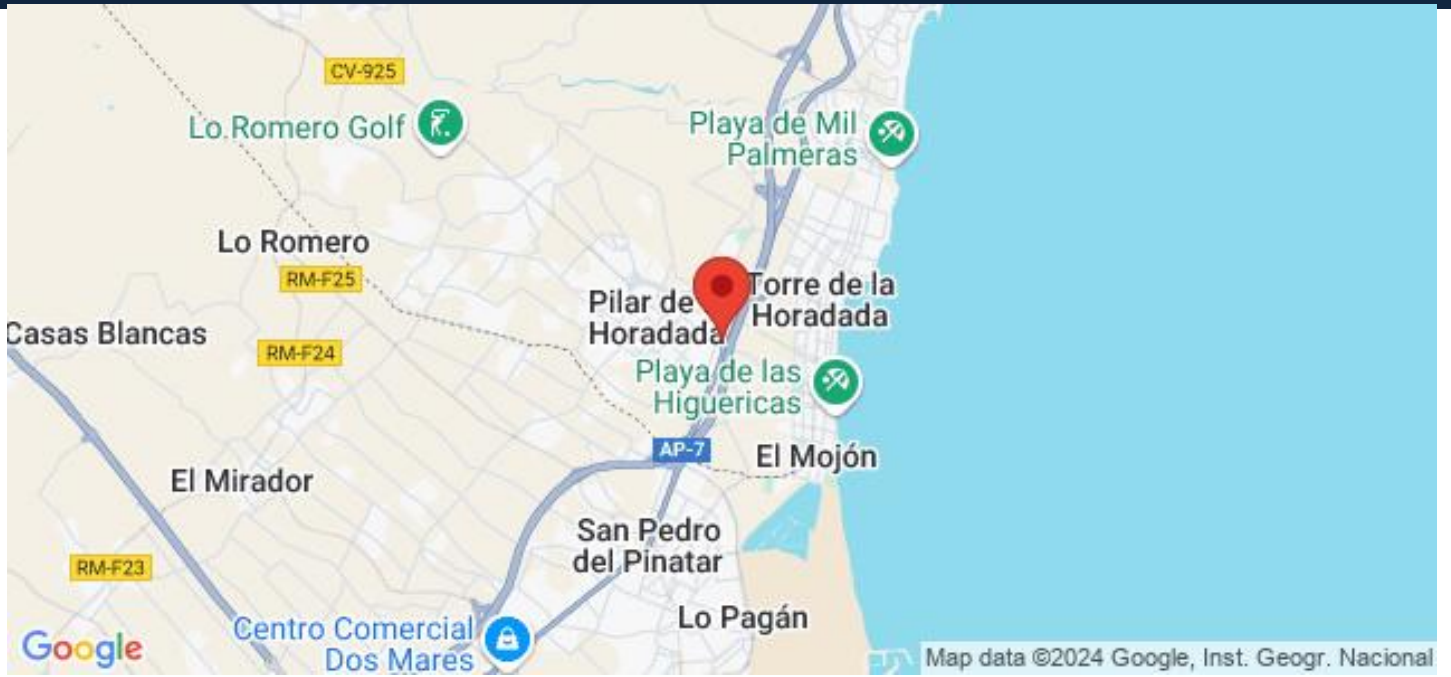 CV-925
Lo Romero Golf
Playa de Mil
Palmeras
Lo Romero
RM-F25
Pilar de
Horadada
Torre de la
Horadada
Casas Blancas
RM-F24
Playa de las
Higuericas
AP-7
El Mojón
El Mirador
San Pedro
del Pinatar
RM-F23
Lo Pagán
Centro Comercial
Dos Mares
Google
Map data ©2024 Google, Inst. Geogr. Nacional